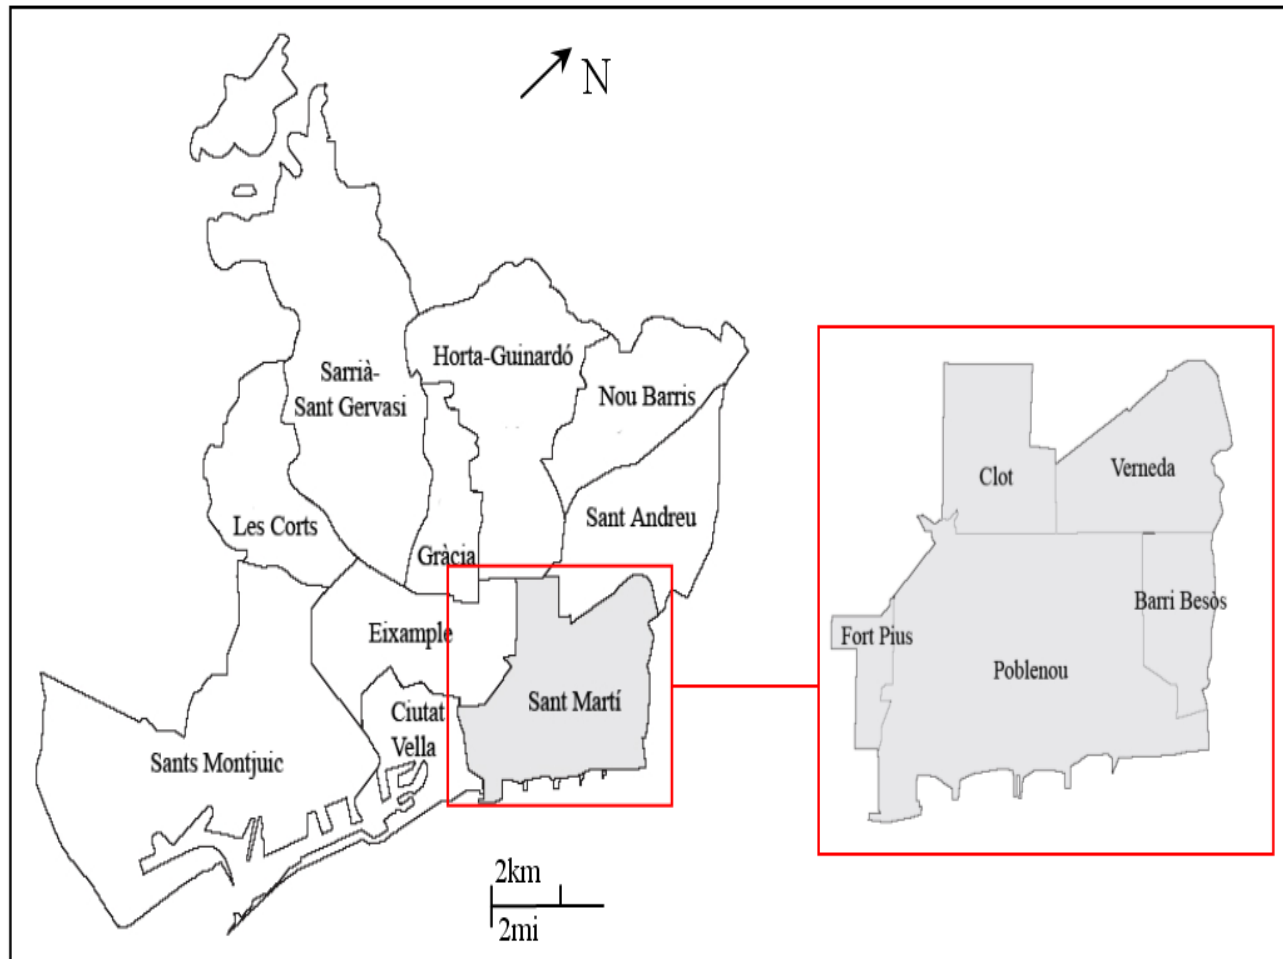 N
Horta-Guinardó
Sarrià-
Sant Gervasi
Nou Barris
Les Corts
Sant Andreu
Gràcia
Eixample
Ciutat
Vella
Sant Martí
Sants Montjuic
2km
2mi
Clot
Verneda
Barri Besòs
Fort Pius
Poblenou